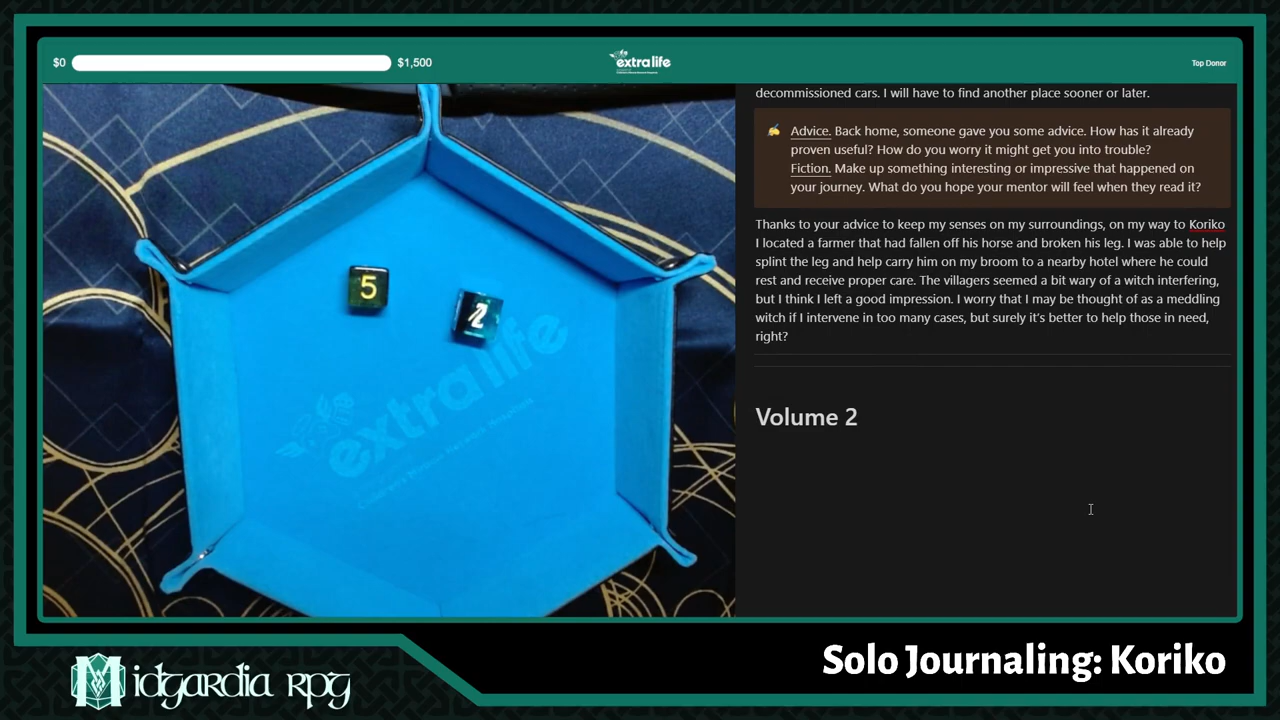 $0
$1,500
extralife
Top Donor
decommissioned cars. I will have to find another place sooner or later.
Advice. Back home, someone gave you some advice. How has it already
proven useful? How do you worry it might get you into trouble?
Fiction. Make up something interesting or impressive that happened on
your journey. What do you hope your mentor will feel when they read it?
Thanks to your advice to keep my senses on my surroundings, on my way to Koriko
I located a farmer that had fallen off his horse and broken his leg. I was able to help
splint the leg and help carry him on my broom to a nearby hotel where he could
rest and receive proper care. The villagers seemed a bit wary of a witch interfering,
but I think I left a good impression. I worry that I may be thought of as a meddling
witch if I intervene in too many cases, but surely it's better to help those in need,
right?
Volume 2
5
2
extralife
Midgardia RPG
Solo Journaling: Koriko